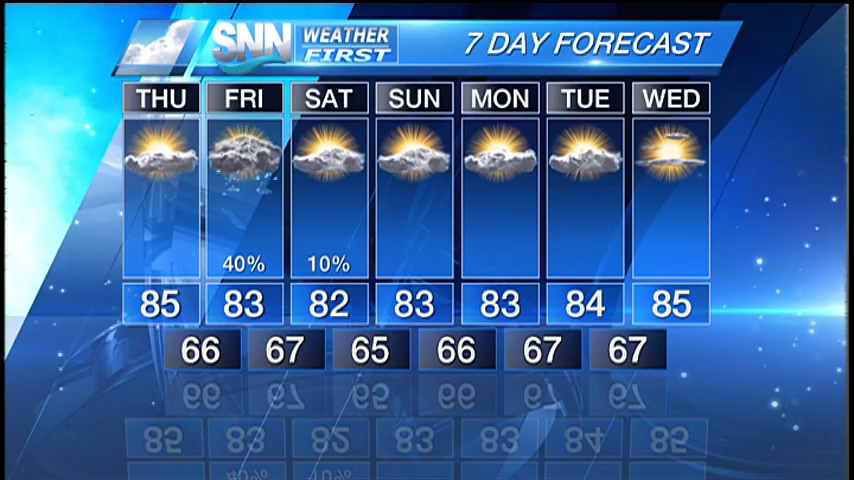 SNN WEATHER FIRST 7 DAY FORECAST
THU FRI SAT SUN MON TUE WED
40% 10%
85 83 82 83 83 84 85
66 67 65 66 67 67